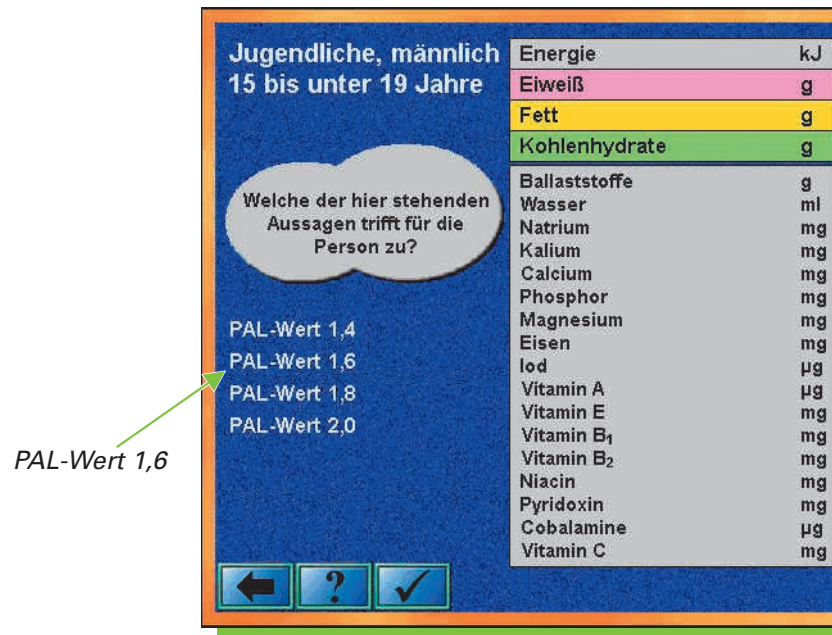 Jugendliche, männlich
15 bis unter 19 Jahre
Welche der hier stehenden
Aussagen trifft für die
Person zu?
PAL-Wert 1,4
PAL-Wert 1,6
PAL-Wert 1,8
PAL-Wert 2,0
PAL-Wert 1,6
?
Energie kJ
Eiweiß g
Fett g
Kohlenhydrate g
Ballaststoffe g
Wasser ml
Natrium mg
Kalium mg
Calcium mg
Phosphor mg
Magnesium mg
Eisen mg
Iod µg
Vitamin A µg
Vitamin E mg
Vitamin B₁ mg
Vitamin B₂ mg
Niacin mg
Pyridoxin mg
Cobalamine µg
Vitamin C mg